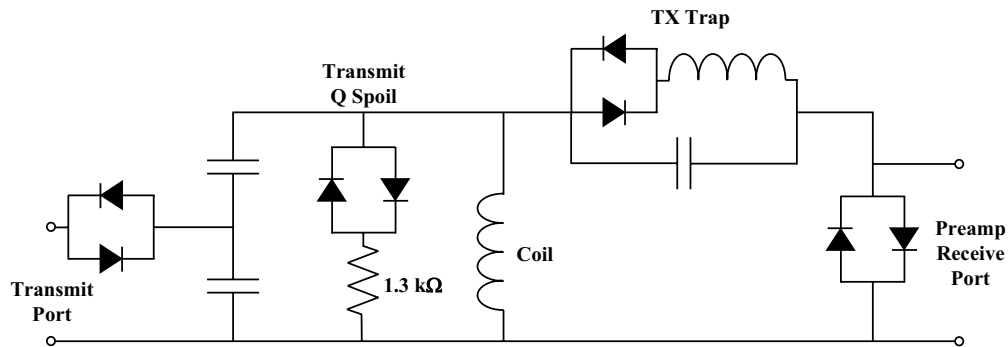 TX Trap
Transmit
Q Spoil
Transmit
Port
1.3 kΩ
Coil
Preamp
Receive
Port